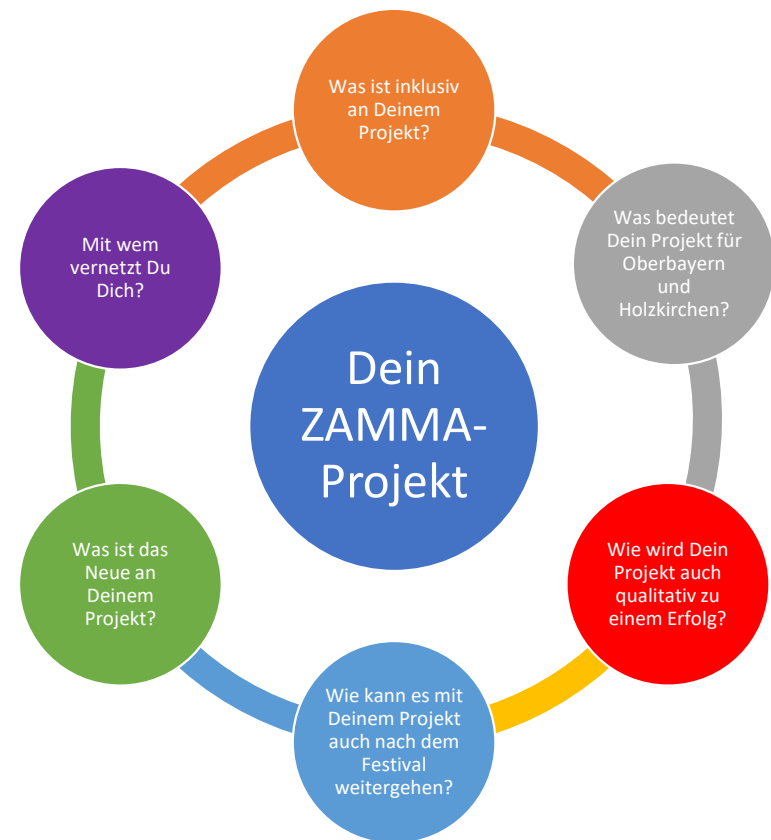 Was ist inklusiv
an Deinem
Projekt?
Was bedeutet
Dein Projekt für
Oberbayern
und
Holzkirchen?
Wie wird Dein
Projekt auch
qualitativ zu
einem Erfolg?
Wie kann es mit
Deinem Projekt
auch nach dem
Festival
weitergehen?
Was ist das
Neue an
Deinem
Projekt?
Mit wem
vernetzt Du
Dich?
Dein
ZAMMA-
Projekt